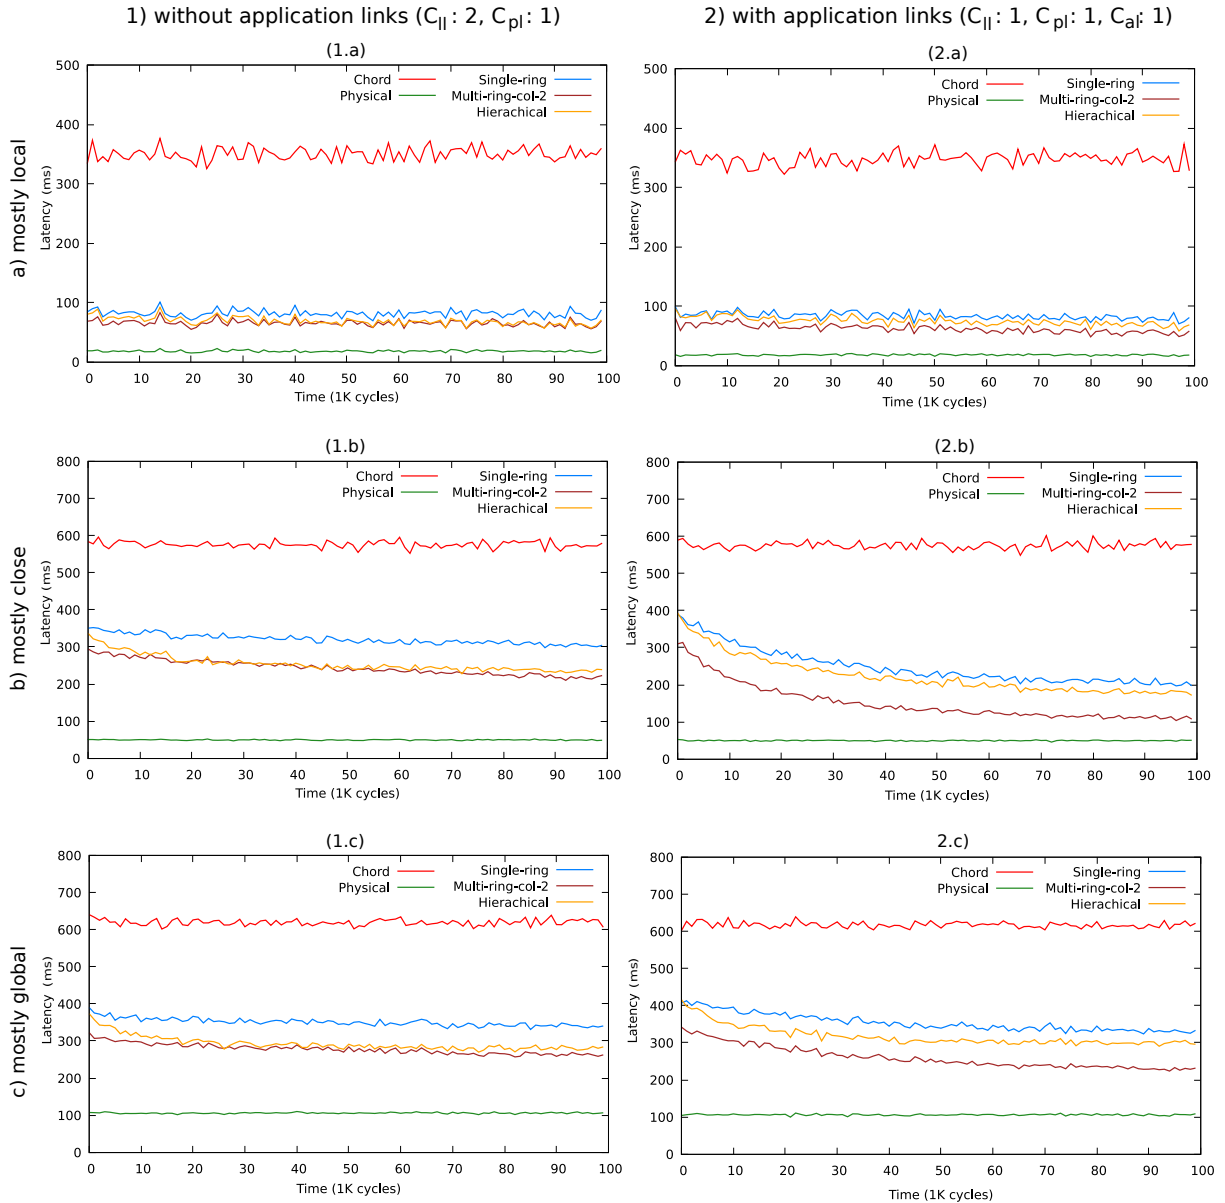 1) without application links (Cll: 2, Cpl: 1)
2) with application links (Cll: 1, Cpl: 1, Cal: 1)
a) mostly local
(1.a)
Chord
Physical
Single-ring
Multi-ring-col-2
Hierachical
Latency (ms)
500
400
300
200
100
0
0 10 20 30 40 50 60 70 80 90 100
Time (1K cycles)
(2.a)
Chord
Physical
Single-ring
Multi-ring-col-2
Hierachical
Latency (ms)
500
400
300
200
100
0
0 10 20 30 40 50 60 70 80 90 100
Time (1K cycles)
b) mostly close
(1.b)
Chord
Physical
Single-ring
Multi-ring-col-2
Hierachical
Latency (ms)
800
700
600
500
400
300
200
100
0
0 10 20 30 40 50 60 70 80 90 100
Time (1K cycles)
(2.b)
Chord
Physical
Single-ring
Multi-ring-col-2
Hierachical
Latency (ms)
800
700
600
500
400
300
200
100
0
0 10 20 30 40 50 60 70 80 90 100
Time (1K cycles)
c) mostly global
(1.c)
Chord
Physical
Single-ring
Multi-ring-col-2
Hierachical
Latency (ms)
800
700
600
500
400
300
200
100
0
0 10 20 30 40 50 60 70 80 90 100
Time (1K cycles)
2.c)
Chord
Physical
Single-ring
Multi-ring-col-2
Hierachical
Latency (ms)
800
700
600
500
400
300
200
100
0
0 10 20 30 40 50 60 70 80 90 100
Time (1K cycles)